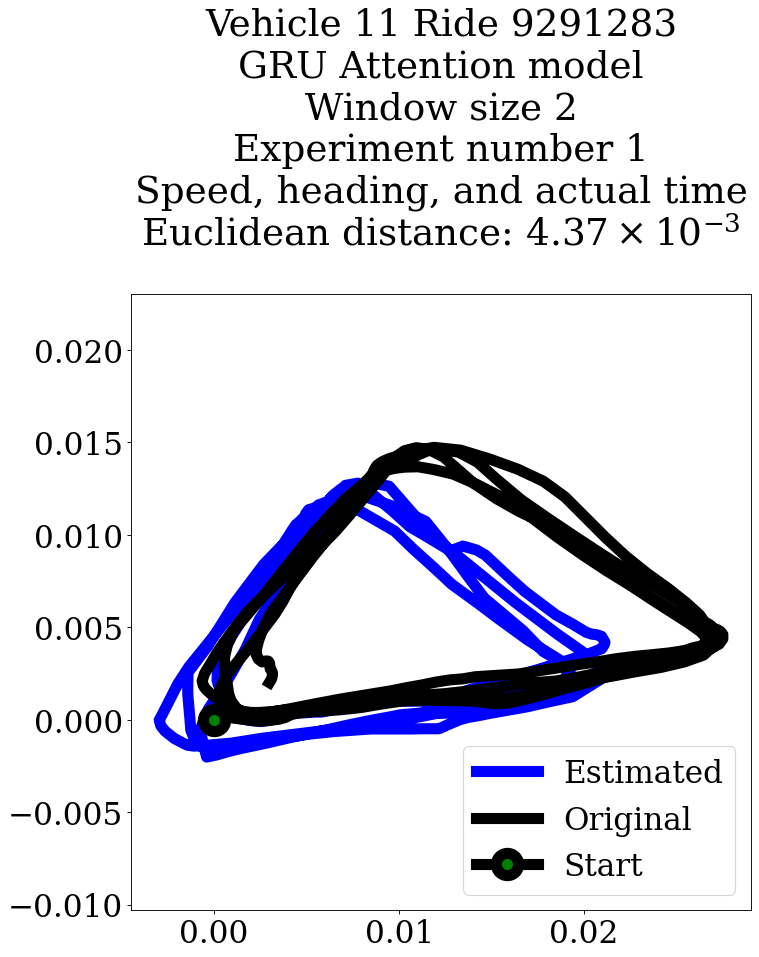 Vehicle 11 Ride 9291283
GRU Attention model
Window size 2
Experiment number 1
Speed, heading, and actual time
Euclidean distance: 4.37 × 10⁻³
0.020
0.015
0.010
0.005
0.000
−0.005
−0.010
Estimated
Original
Start
0.00 0.01 0.02